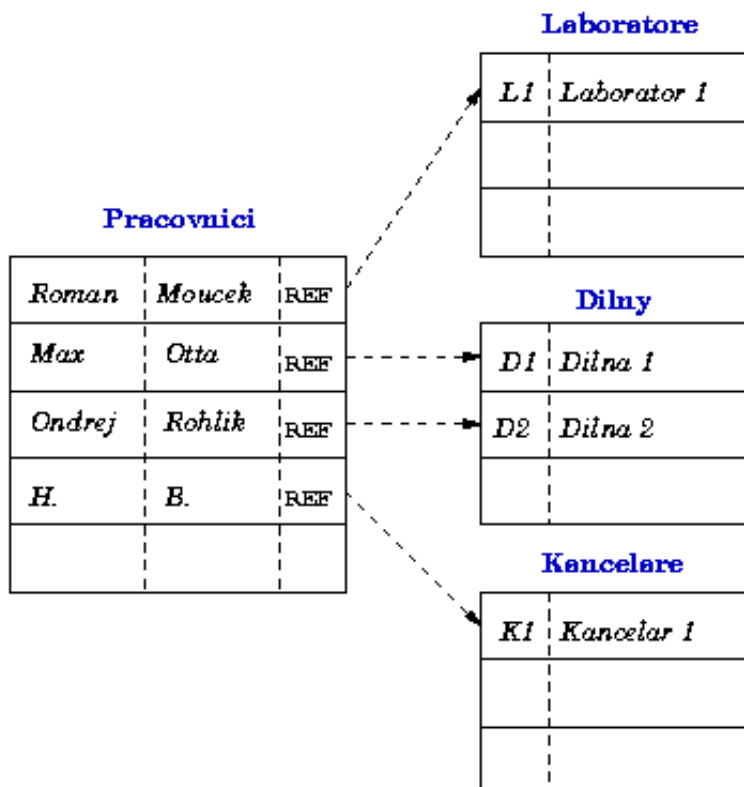 Laboratore
L1 Laborator 1
Pracovnici
Roman Moucek REF
Max Otta REF
Ondrej Rohlik REF
H. B. REF
Dilny
D1 Dilna 1
D2 Dilna 2
Kancelare
K1 Kancelar 1